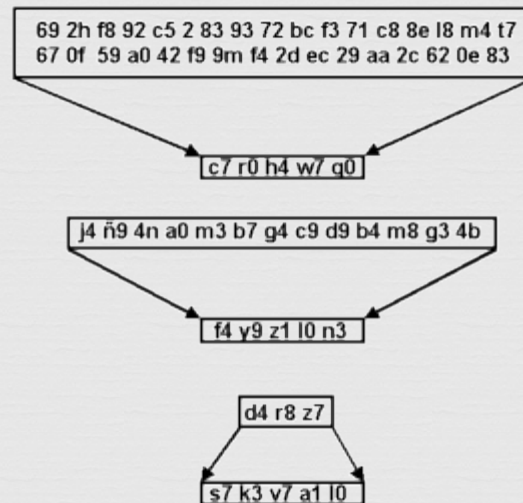 69 2h f8 92 c5 2 83 93 72 bc f3 71 c8 8e l8 m4 t7
67 0f 59 a0 42 f9 9m f4 2d ec 29 aa 2c 62 0e 83
c7 r0 h4 w7 q0
j4 ñ9 4n a0 m3 b7 g4 c9 d9 b4 m8 g3 4b
f4 y9 z1 l0 n3
d4 r8 z7
s7 k3 v7 a1 l0